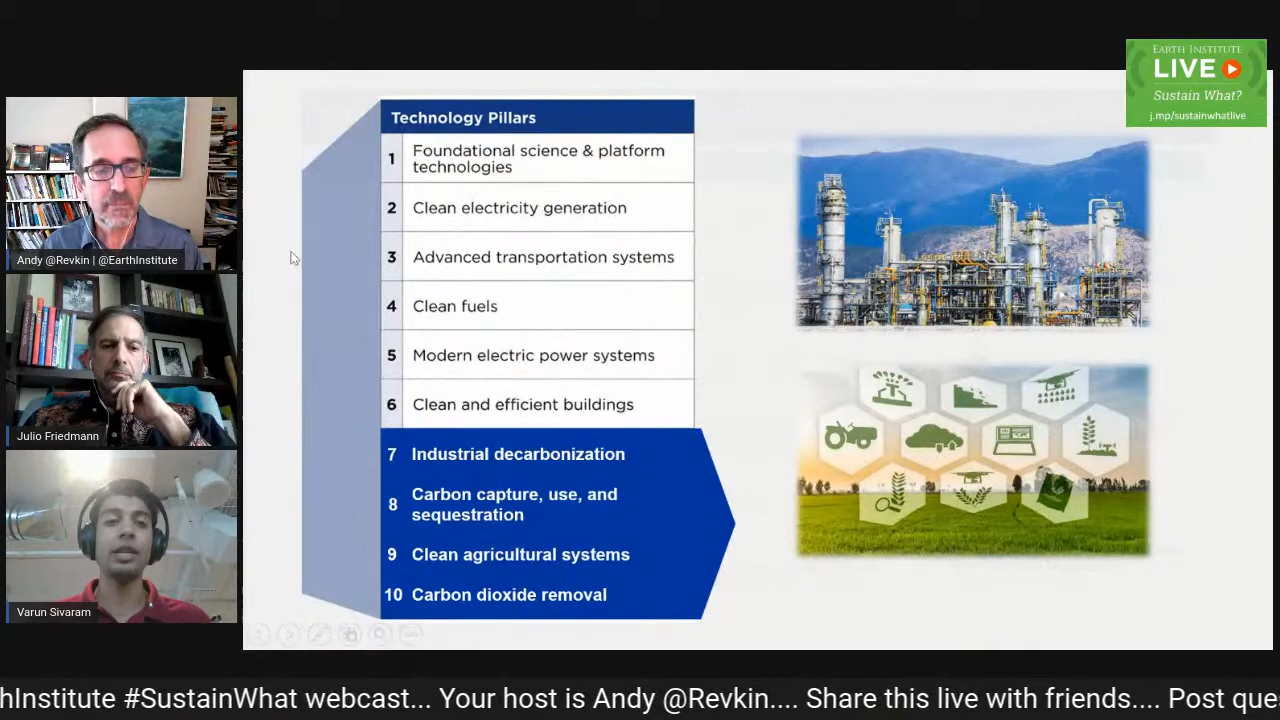 EARTH INSTITUTE
LIVE
Sustain What?
j.mp/sustainwhatlive
Andy @Revkin | @EarthInstitute
Julio Friedmann
Varun Sivaram
Technology Pillars
1 Foundational science & platform
technologies
2 Clean electricity generation
3 Advanced transportation systems
4 Clean fuels
5 Modern electric power systems
6 Clean and efficient buildings
7 Industrial decarbonization
8 Carbon capture, use, and
sequestration
9 Clean agricultural systems
10 Carbon dioxide removal
hInstitute #SustainWhat webcast... Your host is Andy @Revkin.... Share this live with friends.... Post que